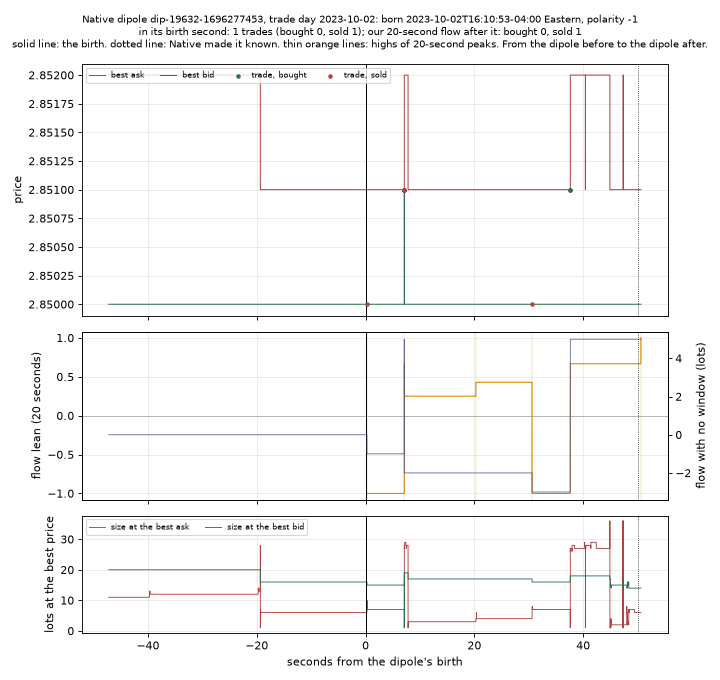 Native dipole dip-19632-1696277453, trade day 2023-10-02: born 2023-10-02T16:10:53-04:00 Eastern, polarity -1
in its birth second: 1 trades (bought 0, sold 1); our 20-second flow after it: bought 0, sold 1
solid line: the birth. dotted line: Native made it known. thin orange lines: highs of 20-second peaks. From the dipole before to the dipole after.
best ask best bid trade, bought trade, sold
2.85200
2.85175
2.85150
2.85125
2.85100
2.85075
2.85050
2.85025
2.85000
price
1.0
0.5
0.0
−0.5
−1.0
flow lean (20 seconds)
4
2
0
−2
flow with no window (lots)
size at the best ask size at the best bid
30
20
10
0
lots at the best price
−40 −20 0 20 40
seconds from the dipole's birth